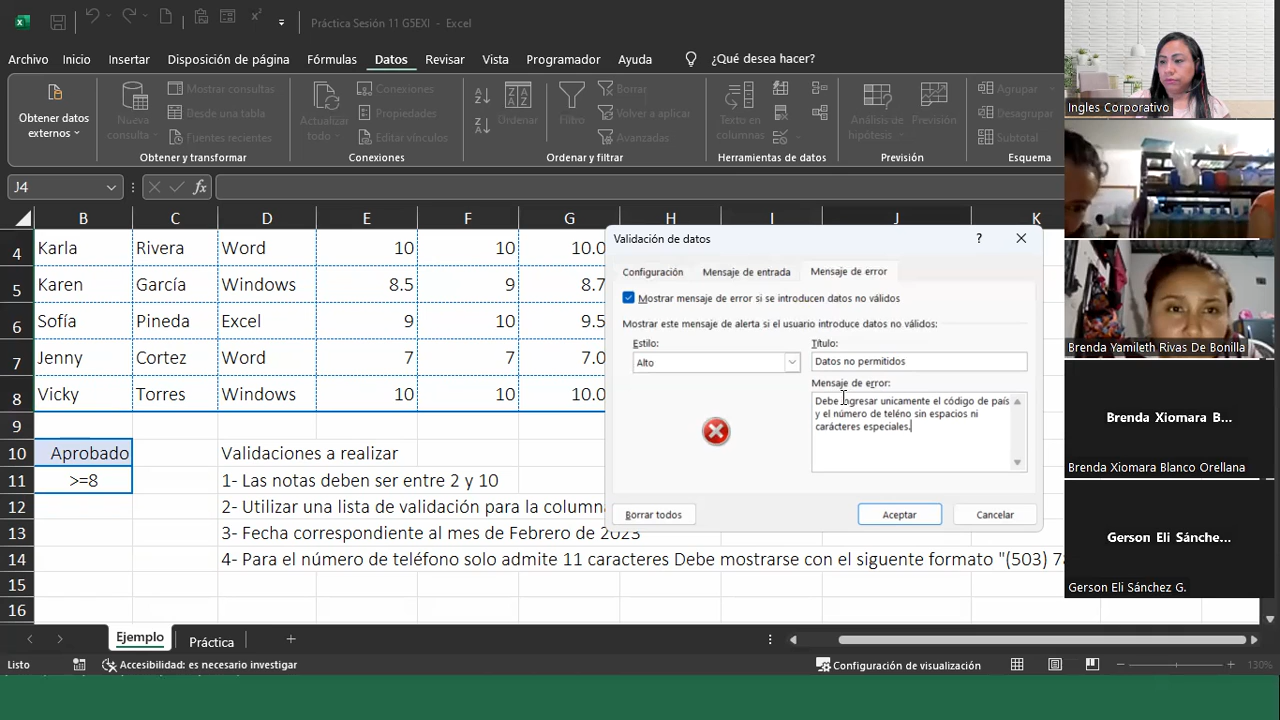 Práctica Sesión 11 G5EXI - Excel
Archivo Inicio Insertar Disposición de página Fórmulas Datos Revisar Vista Programador Ayuda ¿Qué desea hacer?
Obtener datos externos
Nueva consulta
Mostrar consultas
Desde una tabla
Fuentes recientes
Obtener y transformar
Actualizar todo
Conexiones
Propiedades
Editar vínculos
Conexiones
Ordenar
Filtro
Borrar
Volver a aplicar
Avanzadas
Ordenar y filtrar
Texto en columnas
Herramientas de datos
Análisis de hipótesis
Previsión
Previsión
Agrupar
Desagrupar
Subtotal
Esquema
J4
fx
B C D E F G H I J K
4 Karla Rivera Word 10 10 10.0
5 Karen García Windows 8.5 9 8.7
6 Sofía Pineda Excel 9 10 9.5
7 Jenny Cortez Word 7 7 7.0
8 Vicky Torres Windows 10 10 10.0
9
10 Aprobado Validaciones a realizar
11 >=8 1- Las notas deben ser entre 2 y 10
12 2- Utilizar una lista de validación para la column
13 3- Fecha correspondiente al mes de Febrero de 2023
14 4- Para el número de teléfono solo admite 11 caracteres Debe mostrarse con el siguente formato "(503) 7
15
16
Validación de datos
?
Configuración Mensaje de entrada Mensaje de error
Mostrar mensaje de error si se introducen datos no válidos
Mostrar este mensaje de alerta si el usuario introduce datos no válidos:
Estilo:
Alto
Título:
Datos no permitidos
Mensaje de error:
Debe ingresar unicamente el código de país
y el número de teléno sin espacios ni
carácteres especiales.
Borrar todos Aceptar Cancelar
Ejemplo Práctica
Listo Accesibilidad: es necesario investigar Configuración de visualización 130%
Ingles Corporativo
Brenda Yamileth Rivas De Bonilla
Brenda Xiomara B...
Brenda Xiomara Blanco Orellana
Gerson Eli Sánche...
Gerson Eli Sánchez G.